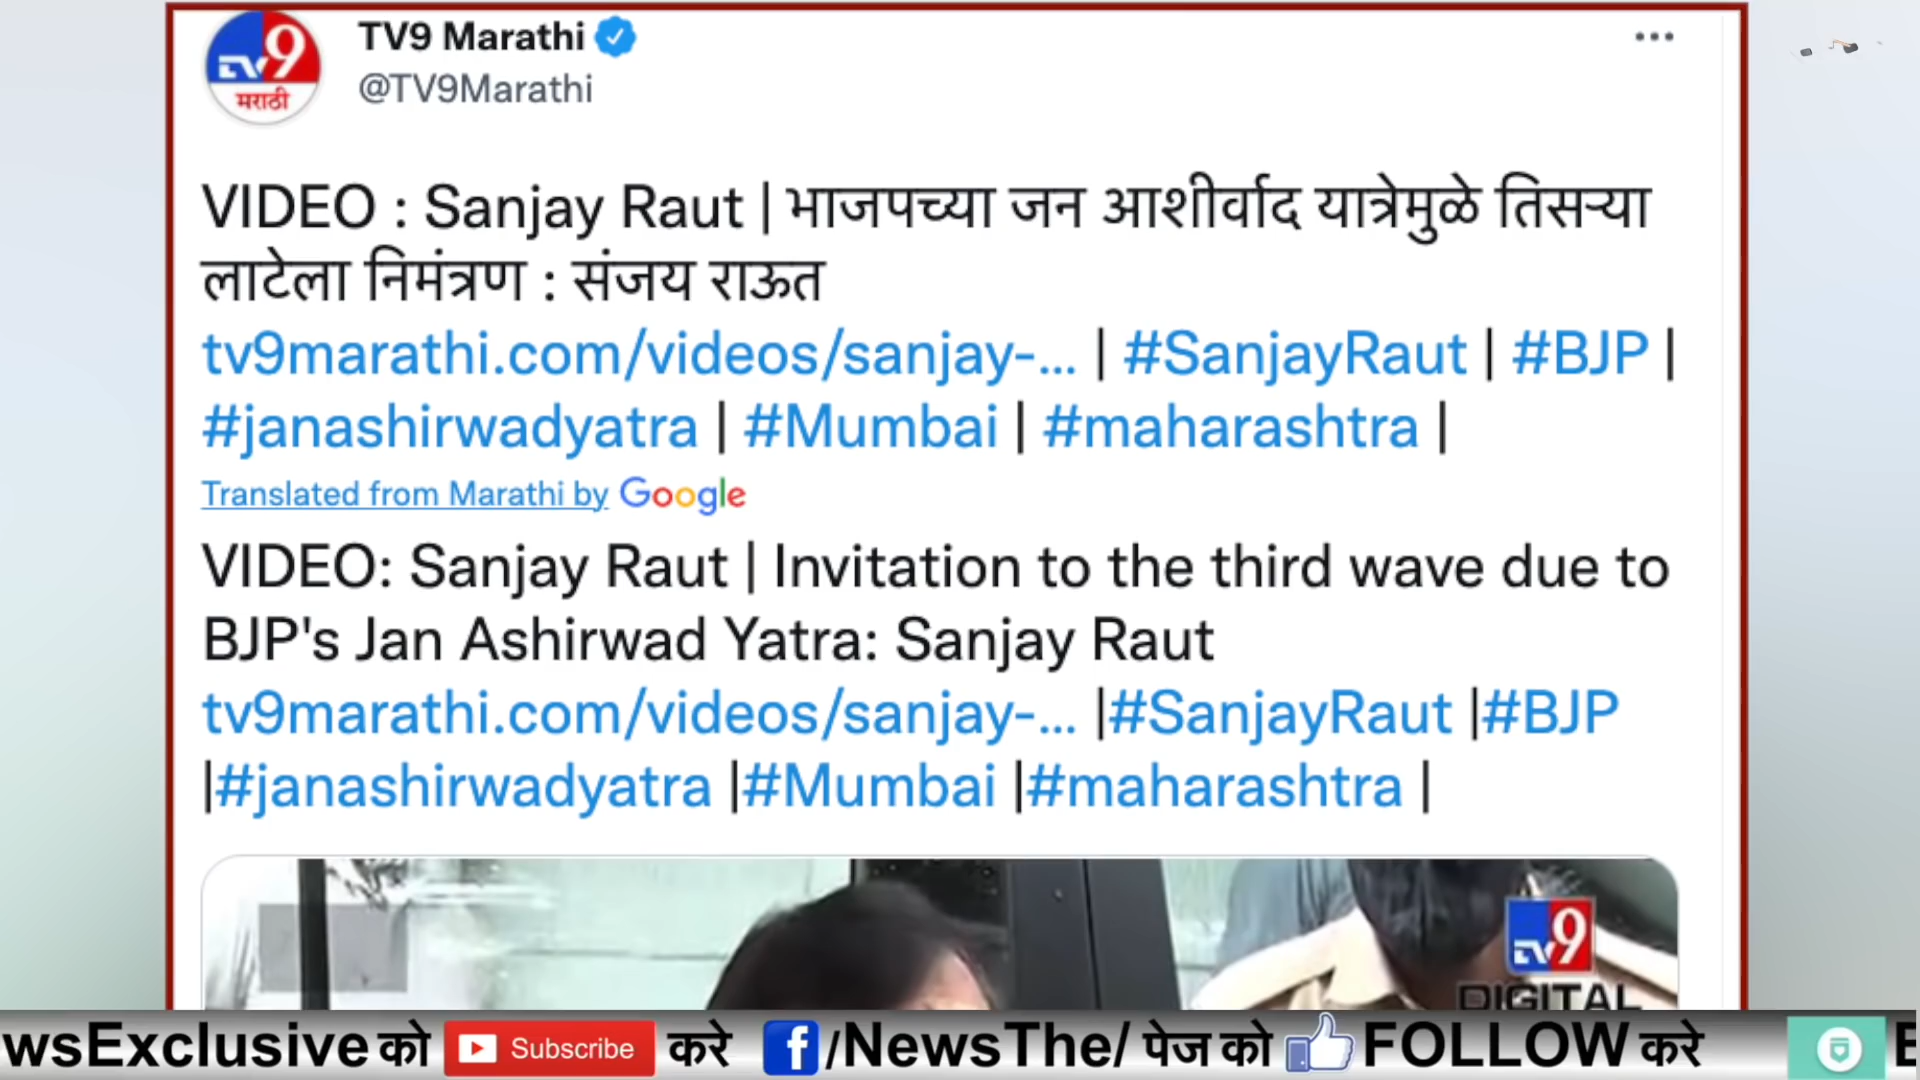 TV9 Marathi
@TV9Marathi
TV9
मराठी
VIDEO : Sanjay Raut | भाजपच्या जन आशीर्वाद यात्रेमुळे तिसऱ्या
लाटेला निमंत्रण : संजय राऊत
tv9marathi.com/videos/sanjay-... | #SanjayRaut | #BJP |
#janashirwadyatra | #Mumbai | #maharashtra |
Translated from Marathi by Google
VIDEO: Sanjay Raut | Invitation to the third wave due to
BJP's Jan Ashirwad Yatra: Sanjay Raut
tv9marathi.com/videos/sanjay-... |#SanjayRaut |#BJP
|#janashirwadyatra |#Mumbai |#maharashtra |
TV9
DIGITAL
wsExclusive को Subscribe करे f/NewsThe/ पेज को FOLLOW करे